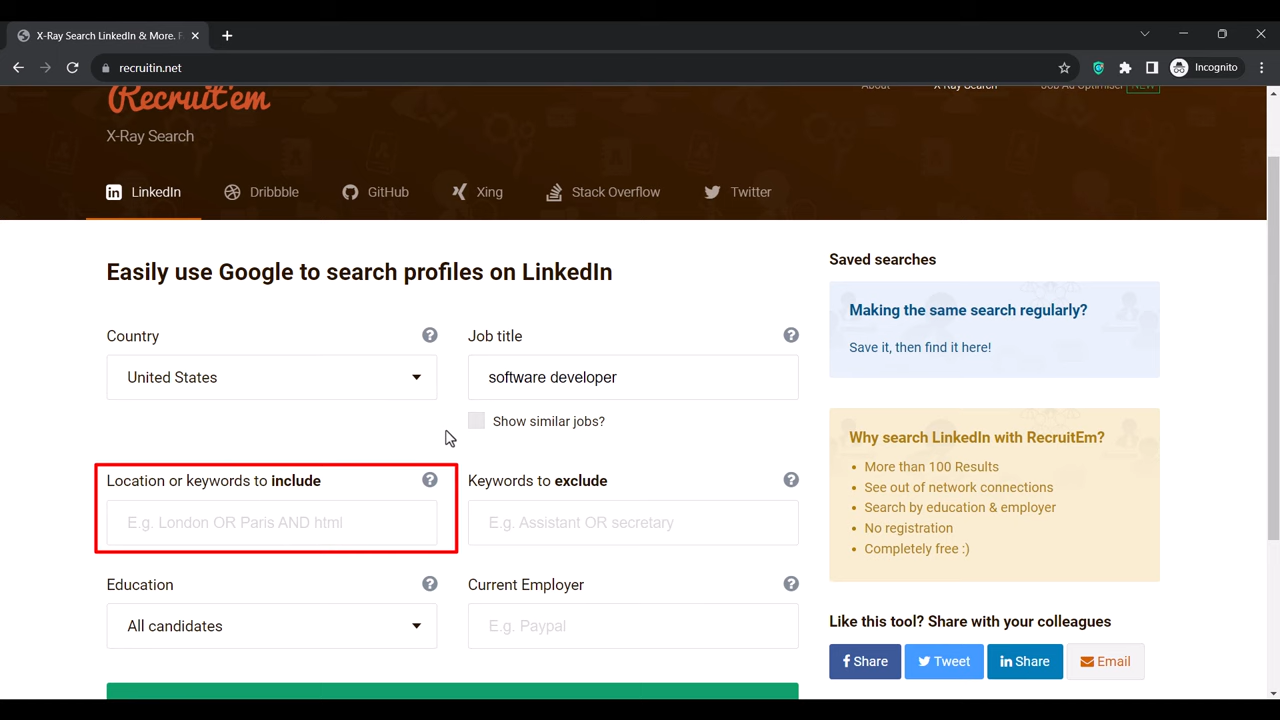 X-Ray Search LinkedIn & More. F
recruitin.net
Incognito
Recruit'em
About
X-Ray Search
Job Ad Optimiser NEW
X-Ray Search
LinkedIn
Dribbble
GitHub
Xing
Stack Overflow
Twitter
Easily use Google to search profiles on LinkedIn
Country
United States
Job title
software developer
Show similar jobs?
Location or keywords to include
E.g. London OR Paris AND html
Keywords to exclude
E.g. Assistant OR secretary
Education
All candidates
Current Employer
E.g. Paypal
Saved searches
Making the same search regularly?
Save it, then find it here!
Why search LinkedIn with RecruitEm?
More than 100 Results
See out of network connections
Search by education & employer
No registration
Completely free :)
Like this tool? Share with your colleagues
Share
Tweet
Share
Email